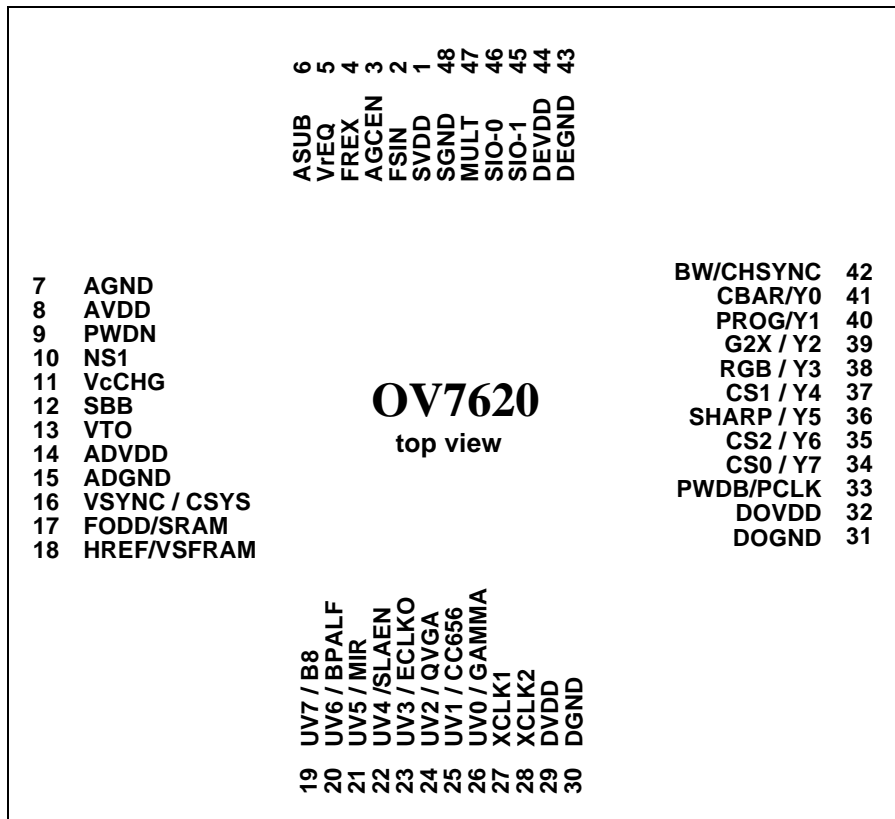 6 5 4 3 2 1 48 47 46 45 44 43
ASUB
VrEQ
FREX
AGCEN
FSIN
SVDD
SGND
MULT
SIO-0
SIO-1
DEVDD
DEGND
7 AGND
8 AVDD
9 PWDN
10 NS1
11 VcCHG
12 SBB
13 VTO
14 ADVDD
15 ADGND
16 VSYNC / CSYS
17 FODD/SRAM
18 HREF/VSFRAM
OV7620
top view
BW/CHSYNC 42
CBAR/Y0 41
PROG/Y1 40
G2X / Y2 39
RGB / Y3 38
CS1 / Y4 37
SHARP / Y5 36
CS2 / Y6 35
CS0 / Y7 34
PWDB/PCLK 33
DOVDD 32
DOGND 31
UV7 / B8
UV6 / BPALF
UV5 / MIR
UV4 /SLAEN
UV3 / ECLKO
UV2 / QVGA
UV1 / CC656
UV0 / GAMMA
XCLK1
XCLK2
DVDD
DGND
19 20 21 22 23 24 25 26 27 28 29 30